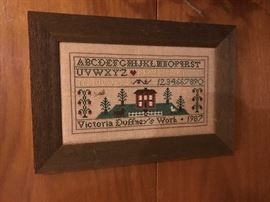 ABCDEFGHIJKLMNOPQRST
UVWXYZ
1234567890
Victoria Duffney's Work • 1987